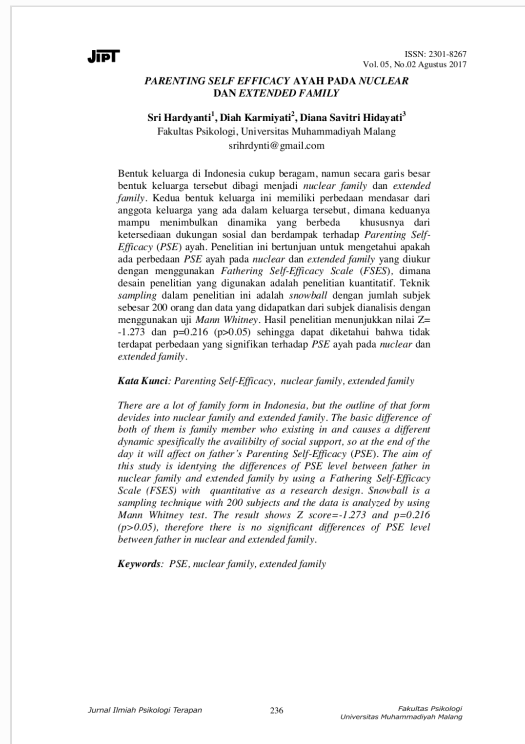 JIPT
ISSN: 2301-8267
Vol. 05, No.02 Agustus 2017
PARENTING SELF EFFICACY AYAH PADA NUCLEAR
DAN EXTENDED FAMILY
Sri Hardyanti1, Diah Karmiyati2, Diana Savitri Hidayati3
Fakultas Psikologi, Universitas Muhammadiyah Malang
srihrdynti@gmail.com
Bentuk keluarga di Indonesia cukup beragam, namun secara garis besar
bentuk keluarga tersebut dibagi menjadi nuclear family dan extended
family. Kedua bentuk keluarga ini memiliki perbedaan mendasar dari
anggota keluarga yang ada dalam keluarga tersebut, dimana keduanya
mampu menimbulkan dinamika yang berbeda khususnya dari
ketersediaan dukungan sosial dan berdampak terhadap Parenting Self-
Efficacy (PSE) ayah. Penelitian ini bertunjuan untuk mengetahui apakah
ada perbedaan PSE ayah pada nuclear dan extended family yang diukur
dengan menggunakan Fathering Self-Efficacy Scale (FSES), dimana
desain penelitian yang digunakan adalah penelitian kuantitatif. Teknik
sampling dalam penelitian ini adalah snowball dengan jumlah subjek
sebesar 200 orang dan data yang didapatkan dari subjek dianalisis dengan
menggunakan uji Mann Whitney. Hasil penelitian menunjukkan nilai Z=
-1.273 dan p=0.216 (p>0.05) sehingga dapat diketahui bahwa tidak
terdapat perbedaan yang signifikan terhadap PSE ayah pada nuclear dan
extended family.
Kata Kunci: Parenting Self-Efficacy, nuclear family, extended family
There are a lot of family form in Indonesia, but the outline of that form
devides into nuclear family and extended family. The basic difference of
both of them is family member who existing in and causes a different
dynamic spesifically the availibilty of social support, so at the end of the
day it will affect on father's Parenting Self-Efficacy (PSE). The aim of
this study is identying the differences of PSE level between father in
nuclear family and extended family by using a Fathering Self-Efficacy
Scale (FSES) with quantitative as a research design. Snowball is a
sampling technique with 200 subjects and the data is analyzed by using
Mann Whitney test. The result shows Z score=-1.273 and p=0.216
(p>0.05), therefore there is no significant differences of PSE level
between father in nuclear and extended family.
Keywords: PSE, nuclear family, extended family
Jurnal Ilmiah Psikologi Terapan
236
Fakultas Psikologi
Universitas Muhammadiyah Malang